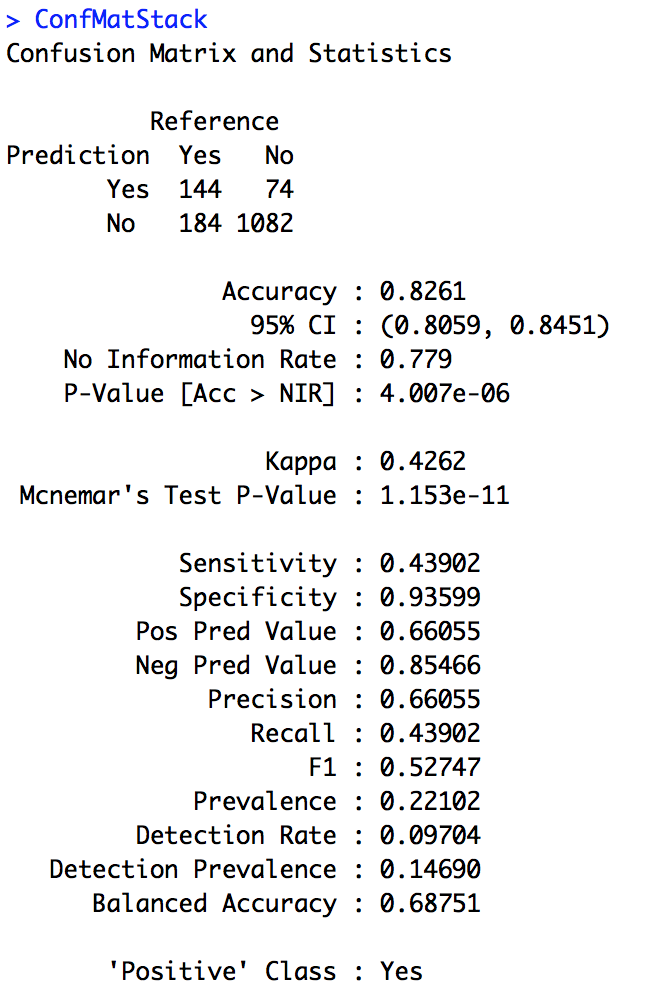 > ConfMatStack
Confusion Matrix and Statistics
Reference
Prediction Yes No
Yes 144 74
No 184 1082
Accuracy : 0.8261
95% CI : (0.8059, 0.8451)
No Information Rate : 0.779
P-Value [Acc > NIR] : 4.007e-06
Kappa : 0.4262
Mcnemar's Test P-Value : 1.153e-11
Sensitivity : 0.43902
Specificity : 0.93599
Pos Pred Value : 0.66055
Neg Pred Value : 0.85466
Precision : 0.66055
Recall : 0.43902
F1 : 0.52747
Prevalence : 0.22102
Detection Rate : 0.09704
Detection Prevalence : 0.14690
Balanced Accuracy : 0.68751
'Positive' Class : Yes